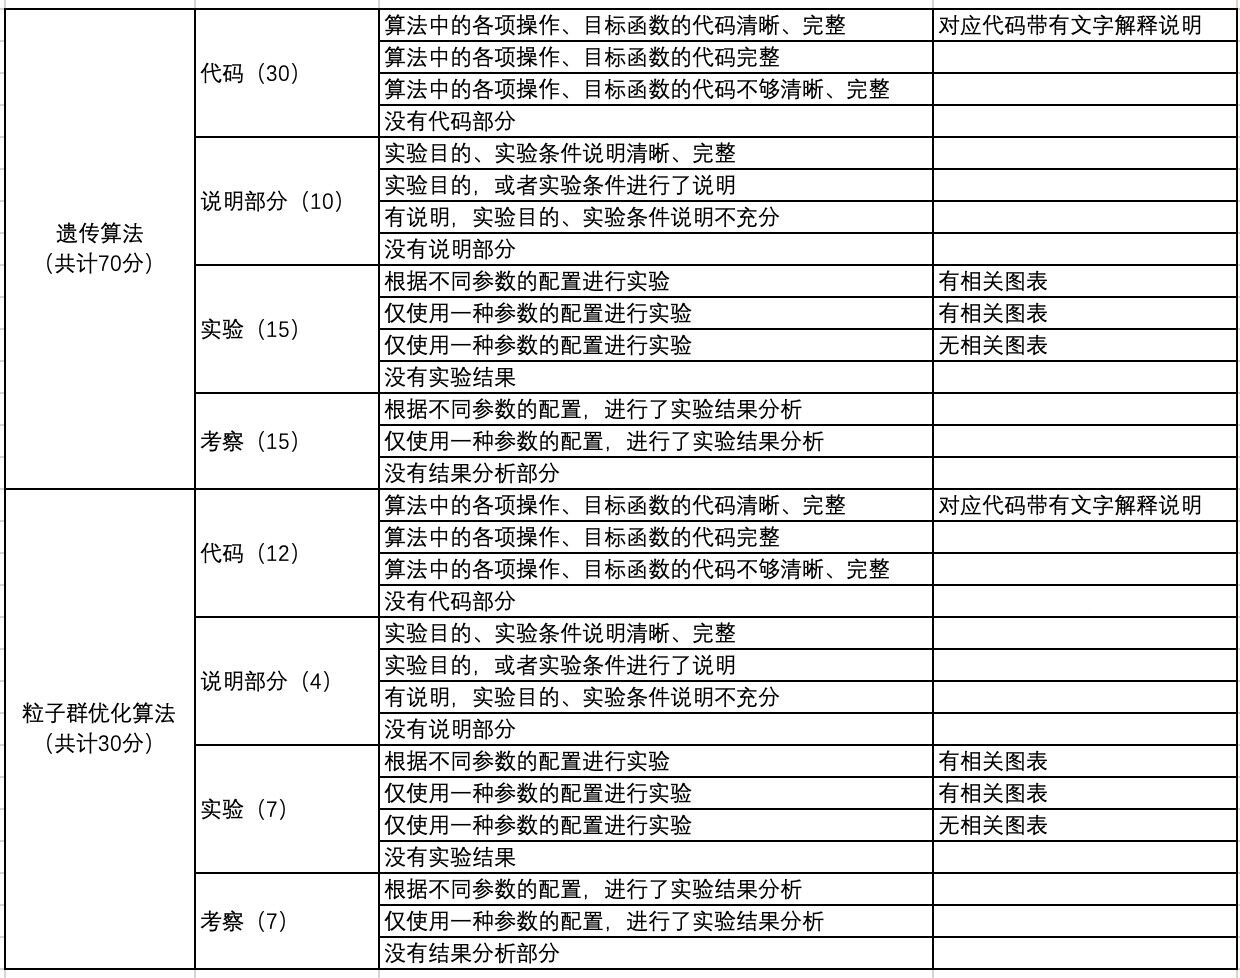 遗传算法
（共计70分）
代码（30）
算法中的各项操作、目标函数的代码清晰、完整
对应代码带有文字解释说明
算法中的各项操作、目标函数的代码完整
算法中的各项操作、目标函数的代码不够清晰、完整
没有代码部分
说明部分（10）
实验目的、实验条件说明清晰、完整
实验目的，或者实验条件进行了说明
有说明，实验目的、实验条件说明不充分
没有说明部分
实验（15）
根据不同参数的配置进行实验
有相关图表
仅使用一种参数的配置进行实验
有相关图表
仅使用一种参数的配置进行实验
无相关图表
没有实验结果
考察（15）
根据不同参数的配置，进行了实验结果分析
仅使用一种参数的配置，进行了实验结果分析
没有结果分析部分
粒子群优化算法
（共计30分）
代码（12）
算法中的各项操作、目标函数的代码清晰、完整
对应代码带有文字解释说明
算法中的各项操作、目标函数的代码完整
算法中的各项操作、目标函数的代码不够清晰、完整
没有代码部分
说明部分（4）
实验目的、实验条件说明清晰、完整
实验目的，或者实验条件进行了说明
有说明，实验目的、实验条件说明不充分
没有说明部分
实验（7）
根据不同参数的配置进行实验
有相关图表
仅使用一种参数的配置进行实验
有相关图表
仅使用一种参数的配置进行实验
无相关图表
没有实验结果
考察（7）
根据不同参数的配置，进行了实验结果分析
仅使用一种参数的配置，进行了实验结果分析
没有结果分析部分